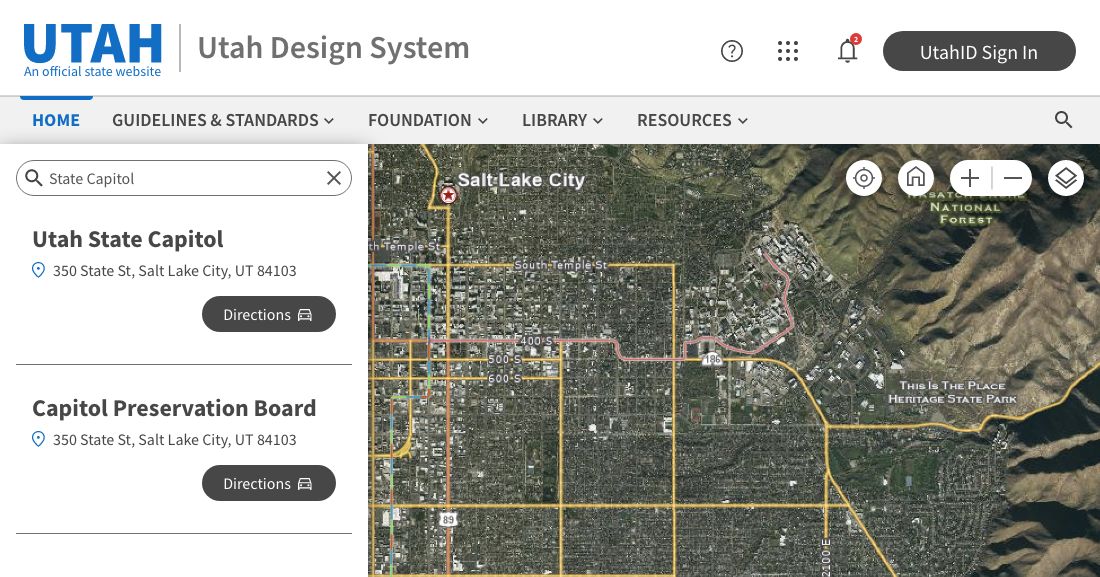 UTAH
An official state website
Utah Design System
2
UtahID Sign In
HOME
GUIDELINES & STANDARDS
FOUNDATION
LIBRARY
RESOURCES
State Capitol
Utah State Capitol
350 State St, Salt Lake City, UT 84103
Directions
Capitol Preservation Board
350 State St, Salt Lake City, UT 84103
Directions
Salt Lake City
National
Forest
th Temple St
South Temple St
400 S
500 S
600 S
186
This Is The Place
Heritage State Park
89
2100 E